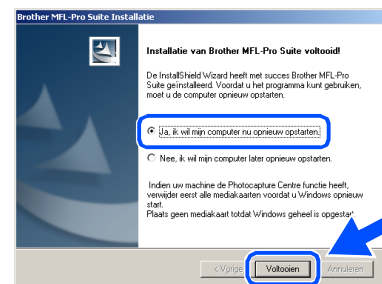 Brother MFL-Pro Suite Installatie
Installatie van Brother MFL-Pro Suite voltooid!
De InstallShield Wizard heeft met succes Brother MFL-Pro
Suite geïnstalleerd. Voordat u het programma kunt gebruiken,
moet u de computer opnieuw opstarten.
Ja, ik wil mijn computer nu opnieuw opstarten.
Nee, ik wil mijn computer later opnieuw opstarten.
Indien uw machine de Photocapture Centre functie heeft,
verwijder eerst alle mediakaarten voordat u Windows opnieuw
start.
Plaats geen mediakaart totdat Windows geheel is opgestart.
< Vorige
Voltooien
Annuleren